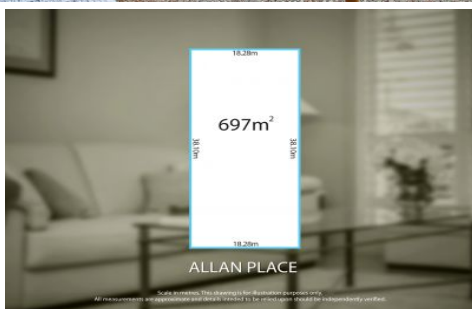 18.28m
697m²
38.10m
38.10m
18.28m
ALLAN PLACE
Scale in metres. This drawing is for illustration purposes only.
All measurements are approximate and details intended to be relied upon should be independently verified.